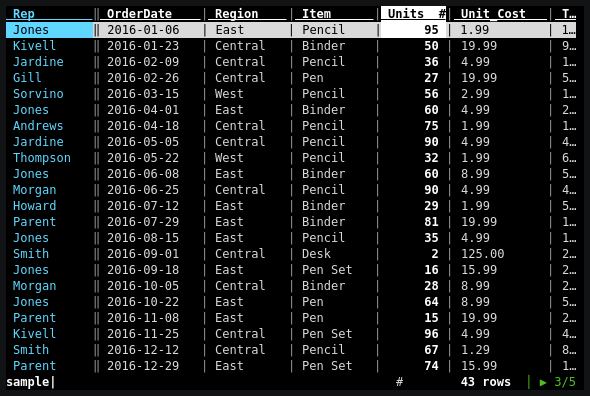 Rep ‖ OrderDate | Region | Item | Units # | Unit_Cost | T…
Jones ‖ 2016-01-06 | East | Pencil | 95 | 1.99 | 1…
Kivell ‖ 2016-01-23 | Central | Binder | 50 | 19.99 | 9…
Jardine ‖ 2016-02-09 | Central | Pencil | 36 | 4.99 | 1…
Gill ‖ 2016-02-26 | Central | Pen | 27 | 19.99 | 5…
Sorvino ‖ 2016-03-15 | West | Pencil | 56 | 2.99 | 1…
Jones ‖ 2016-04-01 | East | Binder | 60 | 4.99 | 2…
Andrews ‖ 2016-04-18 | Central | Pencil | 75 | 1.99 | 1…
Jardine ‖ 2016-05-05 | Central | Pencil | 90 | 4.99 | 4…
Thompson ‖ 2016-05-22 | West | Pencil | 32 | 1.99 | 6…
Jones ‖ 2016-06-08 | East | Binder | 60 | 8.99 | 5…
Morgan ‖ 2016-06-25 | Central | Pencil | 90 | 4.99 | 4…
Howard ‖ 2016-07-12 | East | Binder | 29 | 1.99 | 5…
Parent ‖ 2016-07-29 | East | Binder | 81 | 19.99 | 1…
Jones ‖ 2016-08-15 | East | Pencil | 35 | 4.99 | 1…
Smith ‖ 2016-09-01 | Central | Desk | 2 | 125.00 | 2…
Jones ‖ 2016-09-18 | East | Pen Set | 16 | 15.99 | 2…
Morgan ‖ 2016-10-05 | Central | Binder | 28 | 8.99 | 2…
Jones ‖ 2016-10-22 | East | Pen | 64 | 8.99 | 5…
Parent ‖ 2016-11-08 | East | Pen | 15 | 19.99 | 2…
Kivell ‖ 2016-11-25 | Central | Pen Set | 96 | 4.99 | 4…
Smith ‖ 2016-12-12 | Central | Pencil | 67 | 1.29 | 8…
Parent ‖ 2016-12-29 | East | Pen Set | 74 | 15.99 | 1…
sample| # 43 rows | ▶ 3/5